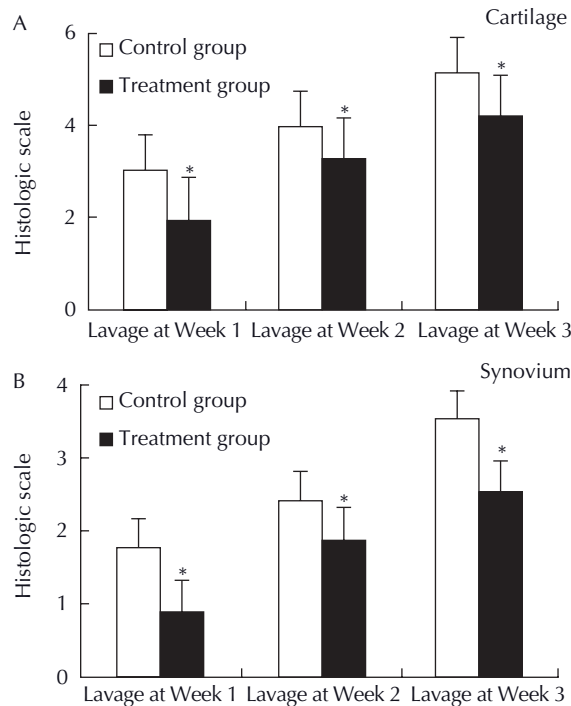 A
Cartilage
6
4
2
0
Histologic scale
Control group
Treatment group
*
*
*
Lavage at Week 1
Lavage at Week 2
Lavage at Week 3
B
Synovium
4
3
2
1
0
Histologic scale
Control group
Treatment group
*
*
*
Lavage at Week 1
Lavage at Week 2
Lavage at Week 3